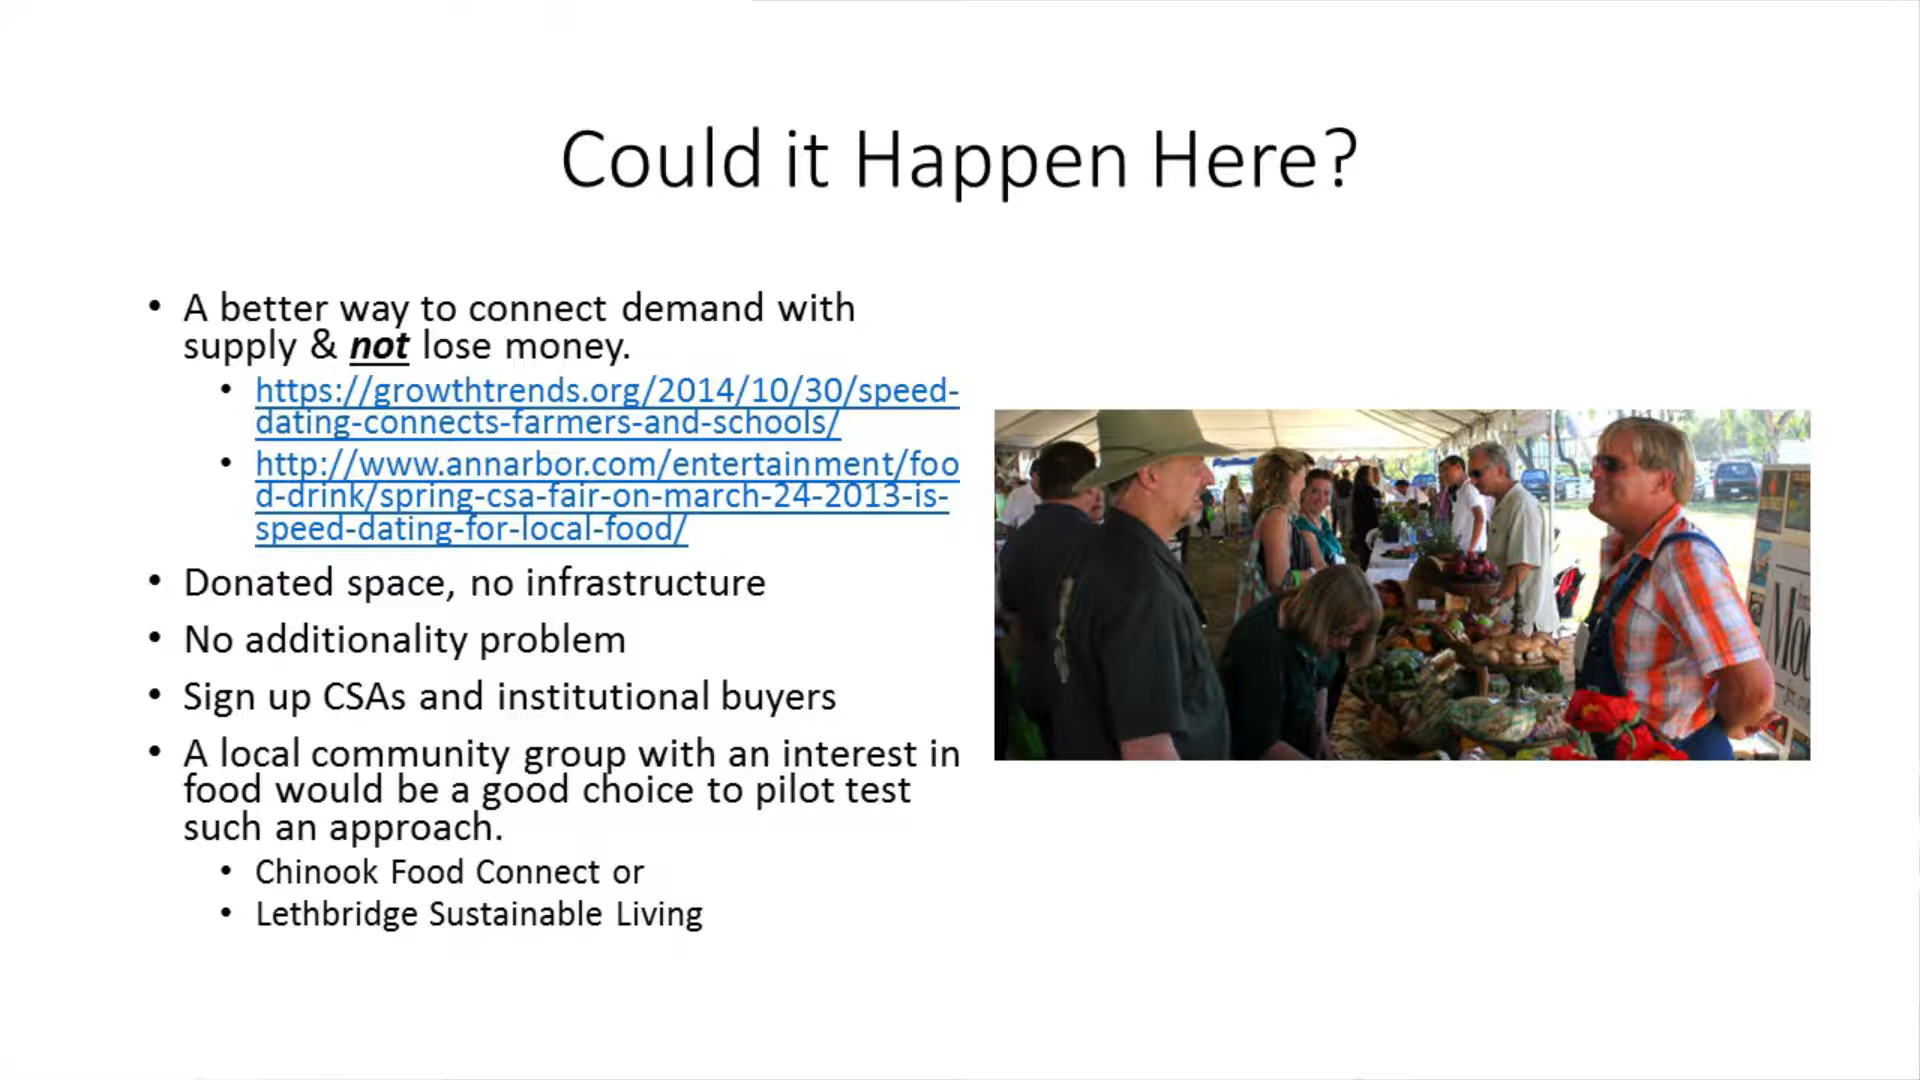 Could it Happen Here?
• A better way to connect demand with
supply & not lose money.
• https://growthtrends.org/2014/10/30/speed-
dating-connects-farmers-and-schools/
• http://www.annarbor.com/entertainment/foo
d-drink/spring-csa-fair-on-march-24-2013-is-
speed-dating-for-local-food/
• Donated space, no infrastructure
• No additionality problem
• Sign up CSAs and institutional buyers
• A local community group with an interest in
food would be a good choice to pilot test
such an approach.
• Chinook Food Connect or
• Lethbridge Sustainable Living